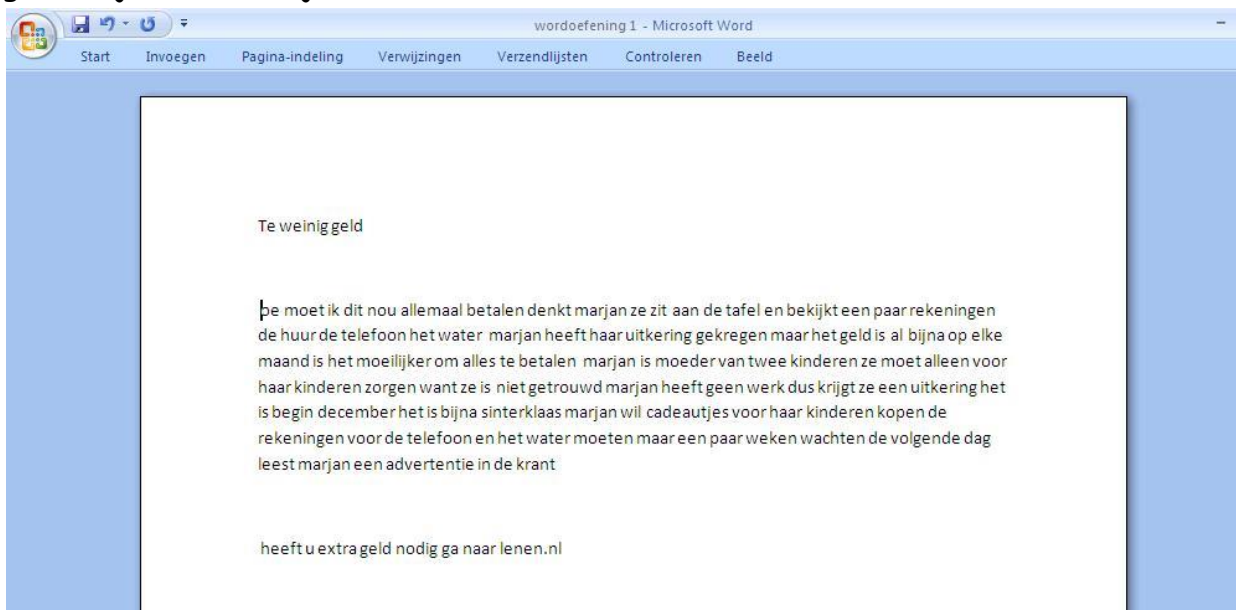 wordoefening 1 - Microsoft Word
Start Invoegen Pagina-indeling Verwijzingen Verzendlijsten Controleren Beeld
Te weinig geld
oe moet ik dit nou allemaal betalen denkt marjan ze zit aan de tafel en bekijkt een paar rekeningen
de huur de telefoon het water marjan heeft haar uitkering gekregen maar het geld is al bijna op elke
maand is het moeilijker om alles te betalen marjan is moeder van twee kinderen ze moet alleen voor
haar kinderen zorgen want ze is niet getrouwd marjan heeft geen werk dus krijgt ze een uitkering het
is begin december het is bijna sinterklaas marjan wil cadeautjes voor haar kinderen kopen de
rekeningen voor de telefoon en het water moeten maar een paar weken wachten de volgende dag
leest marjan een advertentie in de krant
heeft u extra geld nodig ga naar lenen.nl